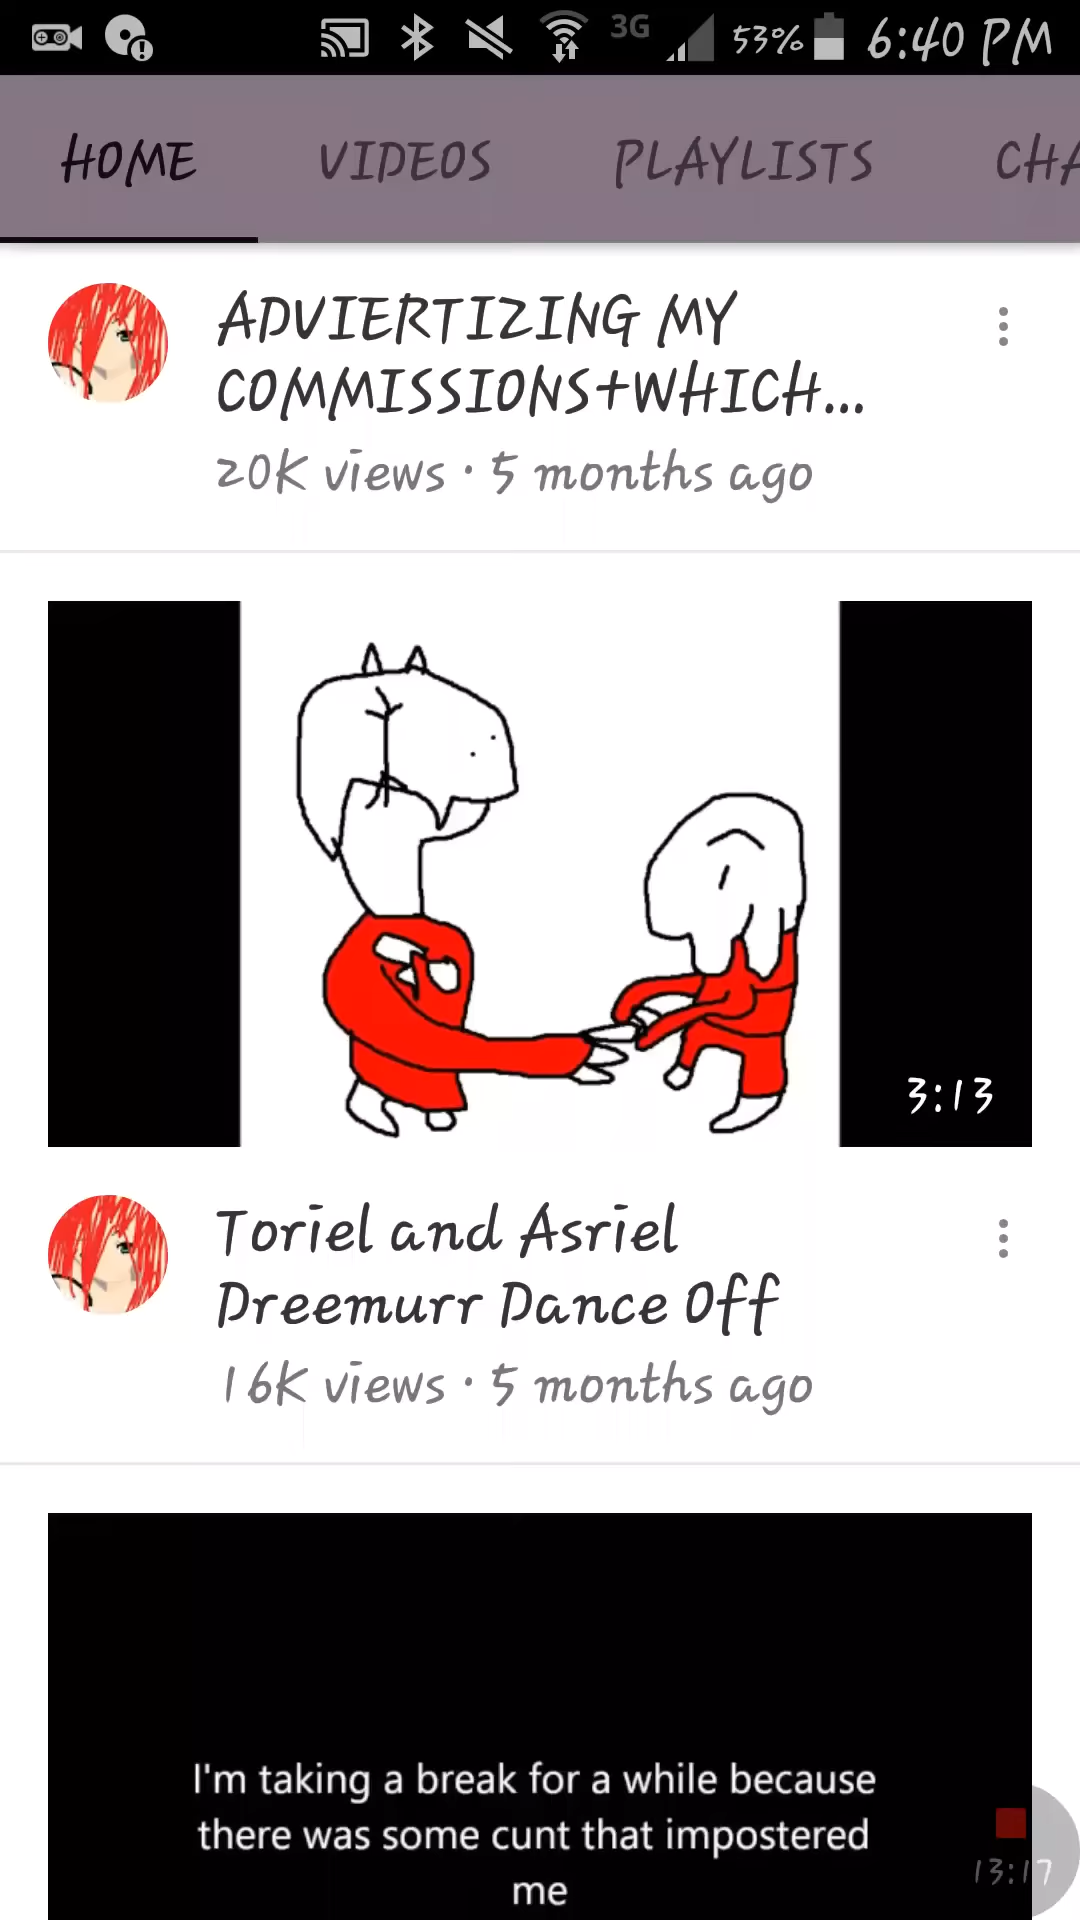 3G 53% 6:40 PM
HOME VIDEOS PLAYLISTS CHA
ADVIERTIZING MY
COMMISSIONS+WHICH...
20K views · 5 months ago
3:13
Toriel and Asriel
Dreemurr Dance Off
16K views · 5 months ago
I'm taking a break for a while because
there was some cunt that impostered
me
13:17